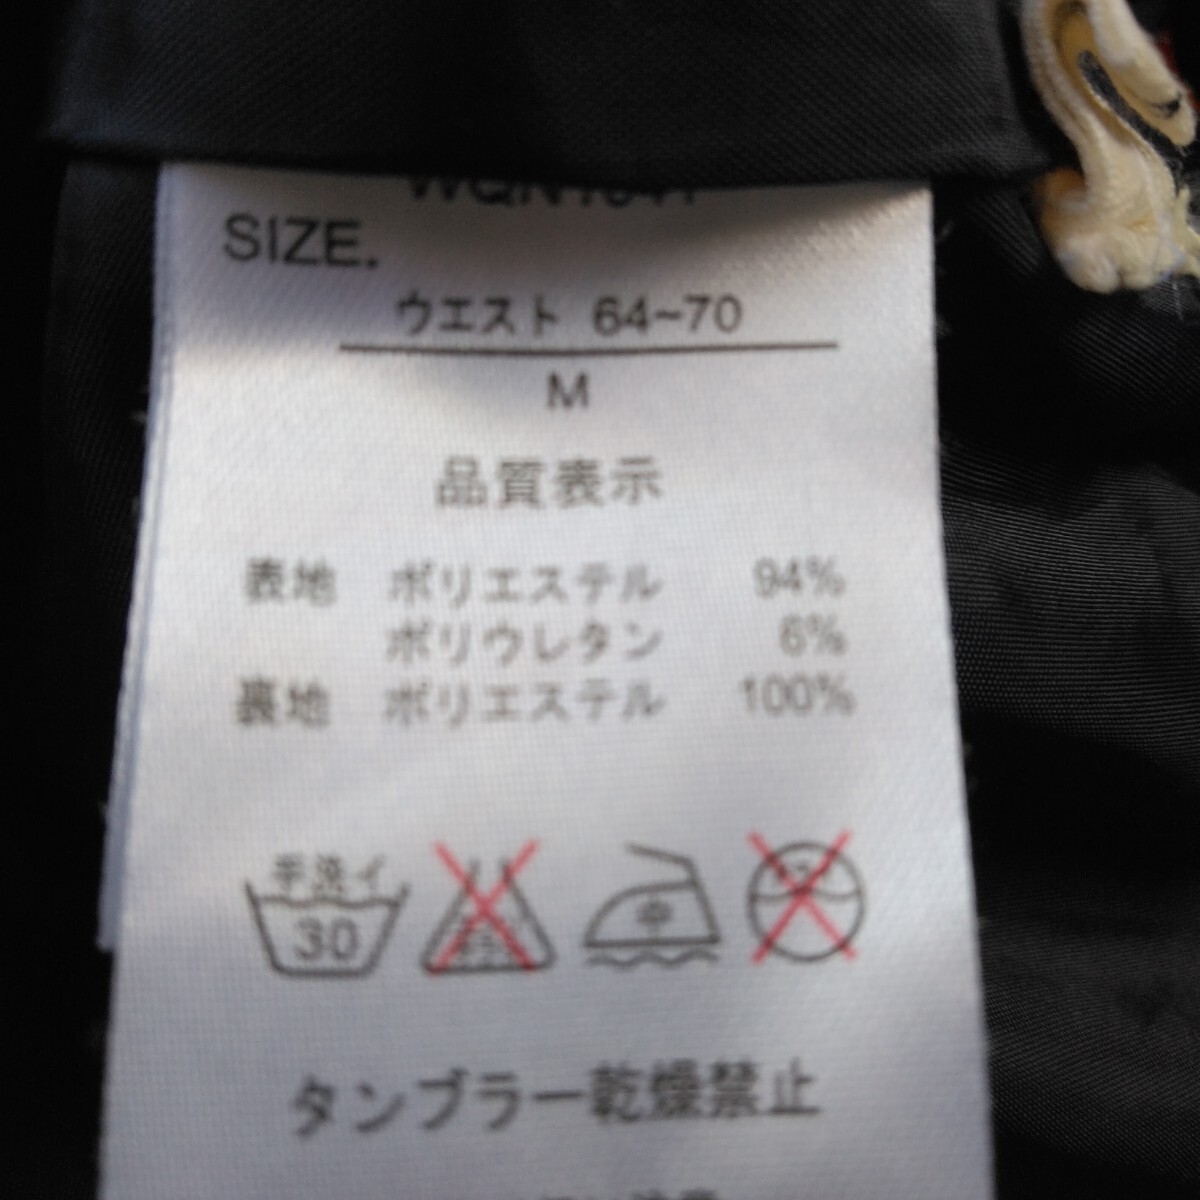 SIZE.
ウエスト 64~70
M
品質表示
表地 ポリエステル 94%
ポリウレタン 6%
裏地 ポリエステル 100%
手洗イ
30
中
タンブラー乾燥禁止